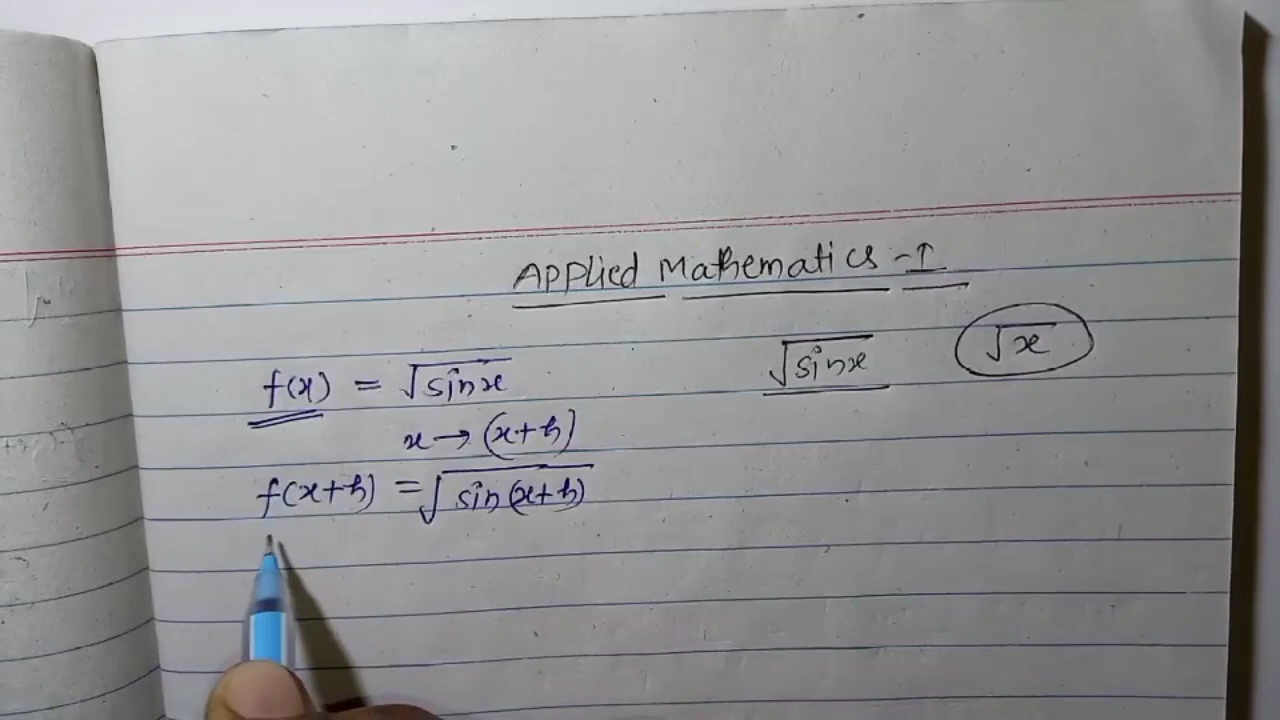 Applied Mathematics - I
√sinx √x
f(x) = √sinx
x → (x+h)
f(x+h) = √sin(x+h)